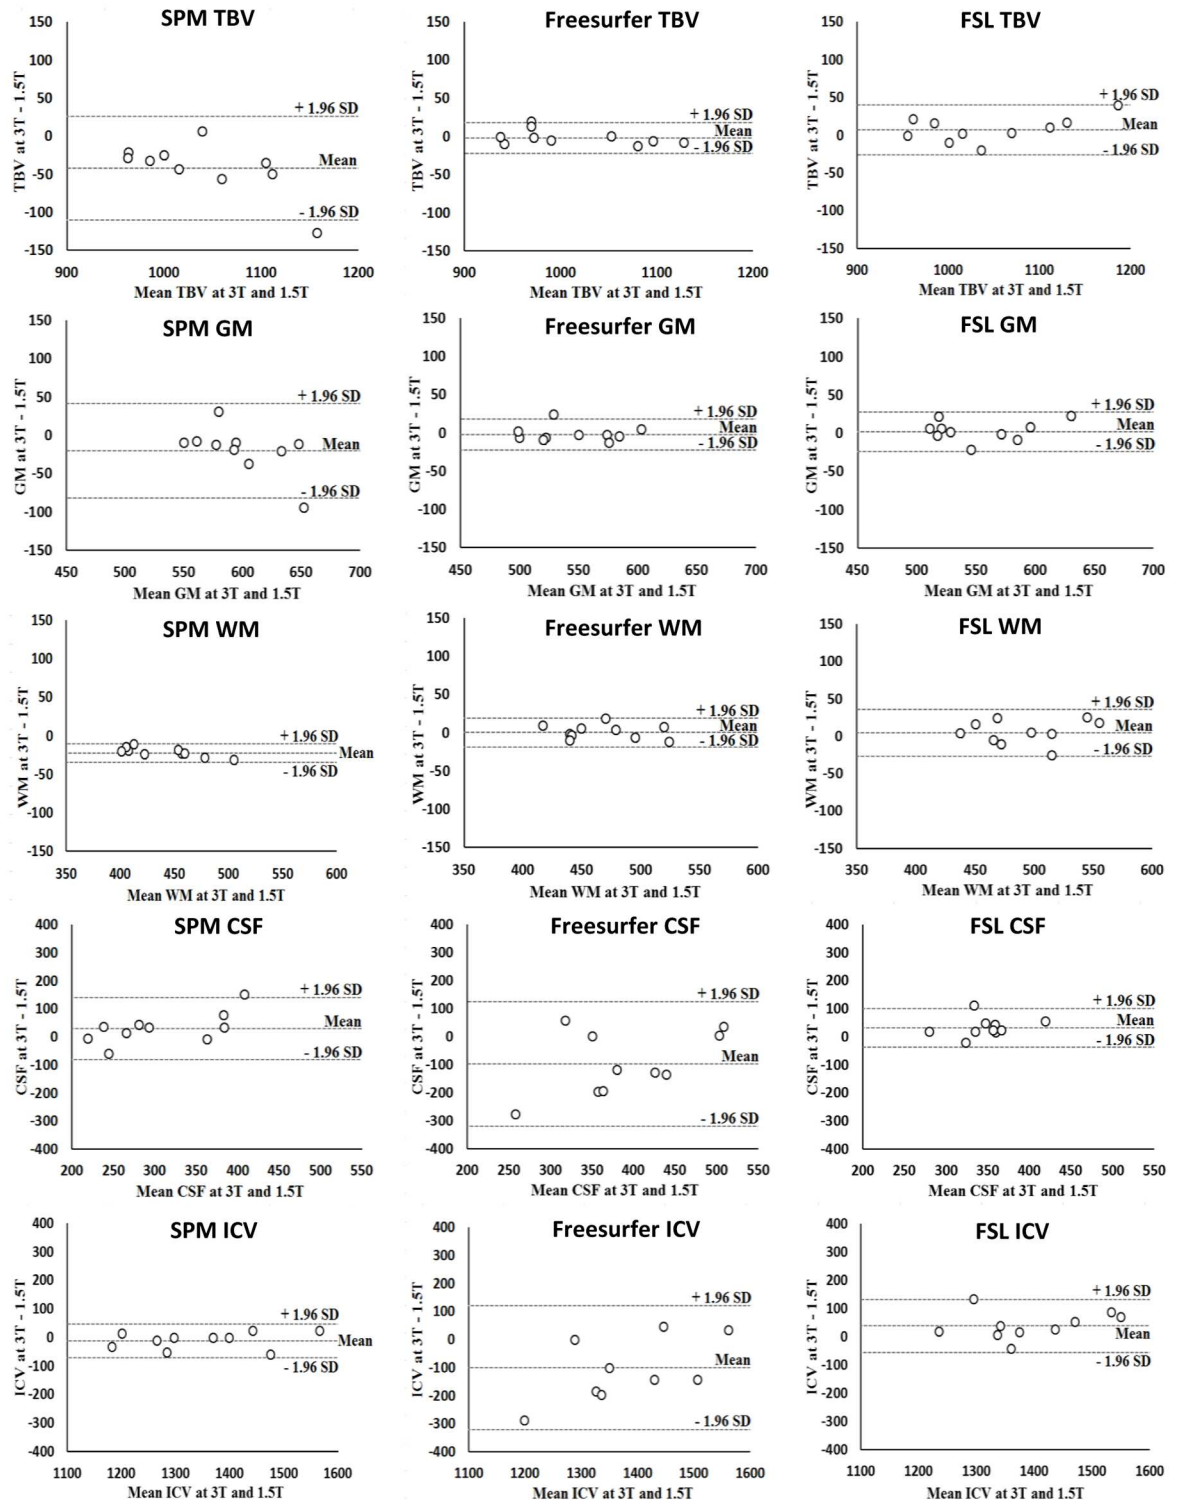 SPM TBV
150
100
50
0
-50
-100
-150
TBV at 3T - 1.5T
+ 1.96 SD
Mean
- 1.96 SD
900 1000 1100 1200
Mean TBV at 3T and 1.5T
Freesurfer TBV
150
100
50
0
-50
-100
-150
TBV at 3T - 1.5T
+ 1.96 SD
Mean
- 1.96 SD
900 1000 1100 1200
Mean TBV at 3T and 1.5T
FSL TBV
150
100
50
0
-50
-100
-150
TBV at 3T - 1.5T
+ 1.96 SD
Mean
- 1.96 SD
900 1000 1100 1200
Mean TBV at 3T and 1.5T
SPM GM
150
100
50
0
-50
-100
-150
GM at 3T - 1.5T
+ 1.96 SD
Mean
- 1.96 SD
450 500 550 600 650 700
Mean GM at 3T and 1.5T
Freesurfer GM
150
100
50
0
-50
-100
-150
GM at 3T - 1.5T
+ 1.96 SD
Mean
- 1.96 SD
450 500 550 600 650 700
Mean GM at 3T and 1.5T
FSL GM
150
100
50
0
-50
-100
-150
GM at 3T - 1.5T
+ 1.96 SD
Mean
- 1.96 SD
450 500 550 600 650 700
Mean GM at 3T and 1.5T
SPM WM
150
100
50
0
-50
-100
-150
WM at 3T - 1.5T
+ 1.96 SD
Mean
- 1.96 SD
350 400 450 500 550 600
Mean WM at 3T and 1.5T
Freesurfer WM
150
100
50
0
-50
-100
-150
WM at 3T - 1.5T
+ 1.96 SD
Mean
- 1.96 SD
350 400 450 500 550 600
Mean WM at 3T and 1.5T
FSL WM
150
100
50
0
-50
-100
-150
WM at 3T - 1.5T
+ 1.96 SD
Mean
- 1.96 SD
350 400 450 500 550 600
Mean WM at 3T and 1.5T
SPM CSF
400
300
200
100
0
-100
-200
-300
-400
CSF at 3T - 1.5T
+ 1.96 SD
Mean
- 1.96 SD
200 250 300 350 400 450 500 550
Mean CSF at 3T and 1.5T
Freesurfer CSF
400
300
200
100
0
-100
-200
-300
-400
CSF at 3T - 1.5T
+ 1.96 SD
Mean
- 1.96 SD
200 250 300 350 400 450 500 550
Mean CSF at 3T and 1.5T
FSL CSF
400
300
200
100
0
-100
-200
-300
-400
CSF at 3T - 1.5T
+ 1.96 SD
Mean
- 1.96 SD
200 250 300 350 400 450 500 550
Mean CSF at 3T and 1.5T
SPM ICV
400
300
200
100
0
-100
-200
-300
-400
ICV at 3T - 1.5T
+ 1.96 SD
Mean
- 1.96 SD
1100 1200 1300 1400 1500 1600
Mean ICV at 3T and 1.5T
Freesurfer ICV
400
300
200
100
0
-100
-200
-300
-400
ICV at 3T - 1.5T
+ 1.96 SD
Mean
- 1.96 SD
1100 1200 1300 1400 1500 1600
Mean ICV at 3T and 1.5T
FSL ICV
400
300
200
100
0
-100
-200
-300
-400
ICV at 3T - 1.5T
+ 1.96 SD
Mean
- 1.96 SD
1100 1200 1300 1400 1500 1600
Mean ICV at 3T and 1.5T